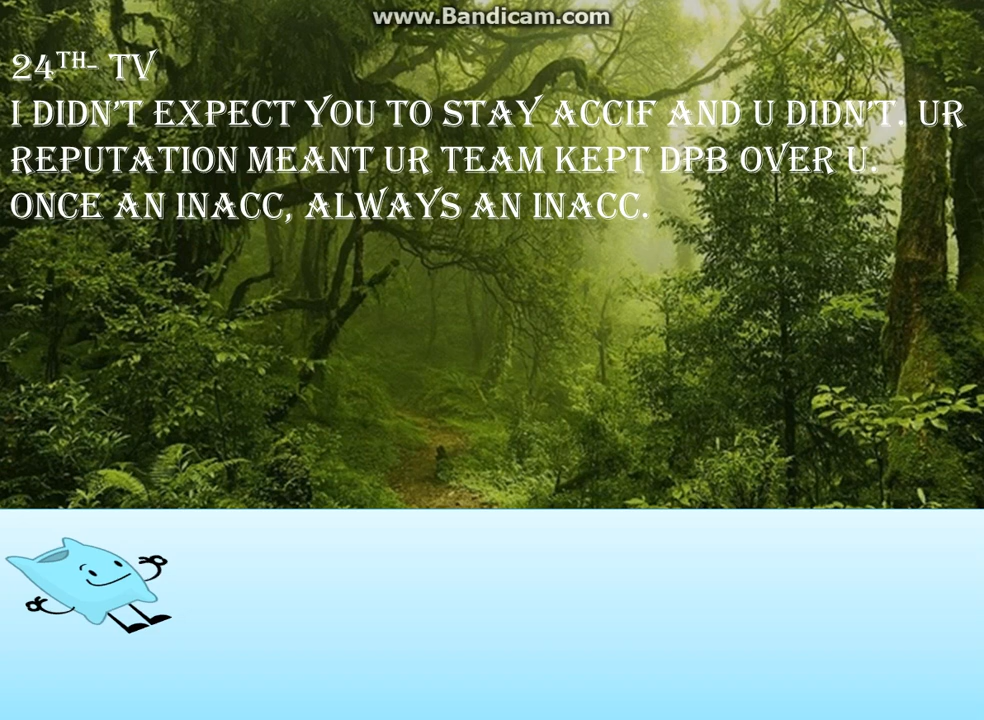 www.Bandicam.com
24TH- TV
I DIDN'T EXPECT YOU TO STAY ACCIF AND U DIDN'T. UR
REPUTATION MEANT UR TEAM KEPT DPB OVER U.
ONCE AN INACC, ALWAYS AN INACC.